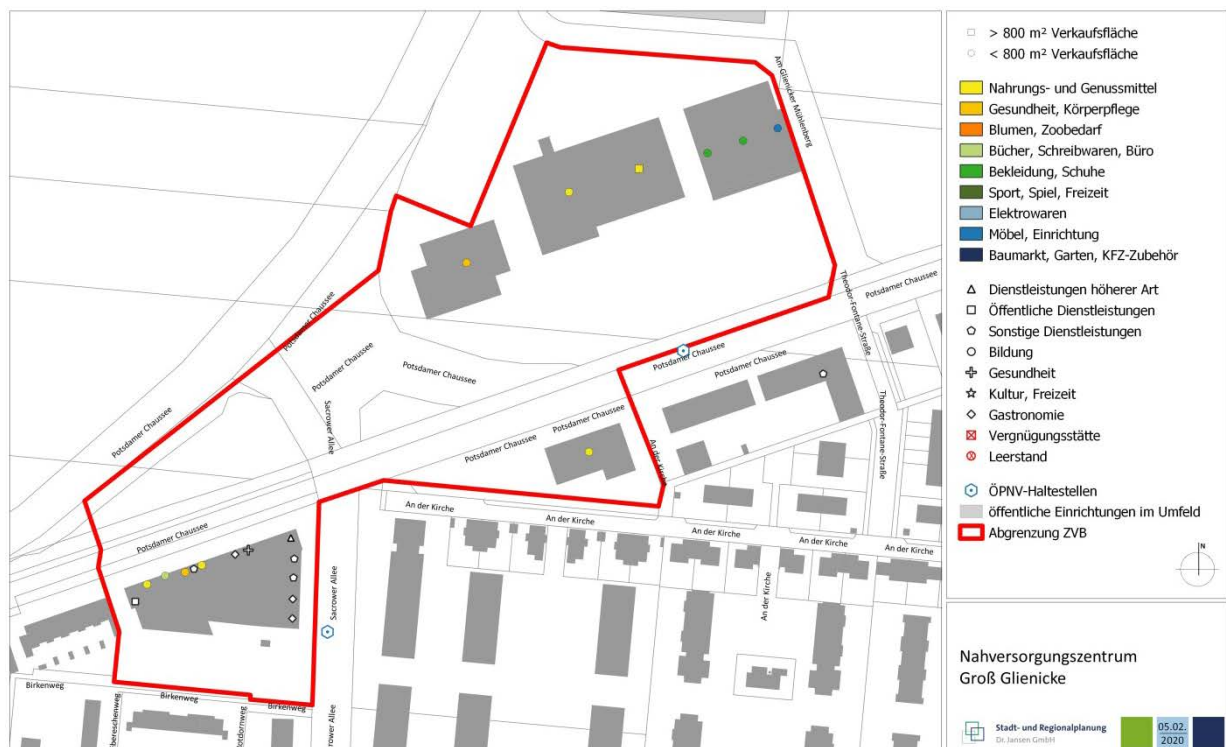 Am Glienicker Mühlenberg
Potsdamer Chaussee
Theodor-Fontane-Straße
Potsdamer Chaussee
Potsdamer Chaussee
Potsdamer Chaussee
Potsdamer Chaussee
Potsdamer Chaussee
Potsdamer Chaussee
Sacrower Allee
Potsdamer Chaussee
Potsdamer Chaussee
Theodor-Fontane-Straße
Potsdamer Chaussee
An der Kirche
An der Kirche
An der Kirche
An der Kirche
An der Kirche
An der Kirche
Potsdamer Chaussee
Sacrower Allee
An der Kirche
Birkenweg
Birkenweg
Birkenweg
Sacrower Allee
> 800 m² Verkaufsfläche
< 800 m² Verkaufsfläche
Nahrungs- und Genussmittel
Gesundheit, Körperpflege
Blumen, Zoobedarf
Bücher, Schreibwaren, Büro
Bekleidung, Schuhe
Sport, Spiel, Freizeit
Elektrowaren
Möbel, Einrichtung
Baumarkt, Garten, KFZ-Zubehör
Dienstleistungen höherer Art
Öffentliche Dienstleistungen
Sonstige Dienstleistungen
Bildung
Gesundheit
Kultur, Freizeit
Gastronomie
Vergnügungsstätte
Leerstand
ÖPNV-Haltestellen
öffentliche Einrichtungen im Umfeld
Abgrenzung ZVB
N
Nahversorgungszentrum
Groß Glienicke
Stadt- und Regionalplanung
Dr. Jansen GmbH
05.02.
2020